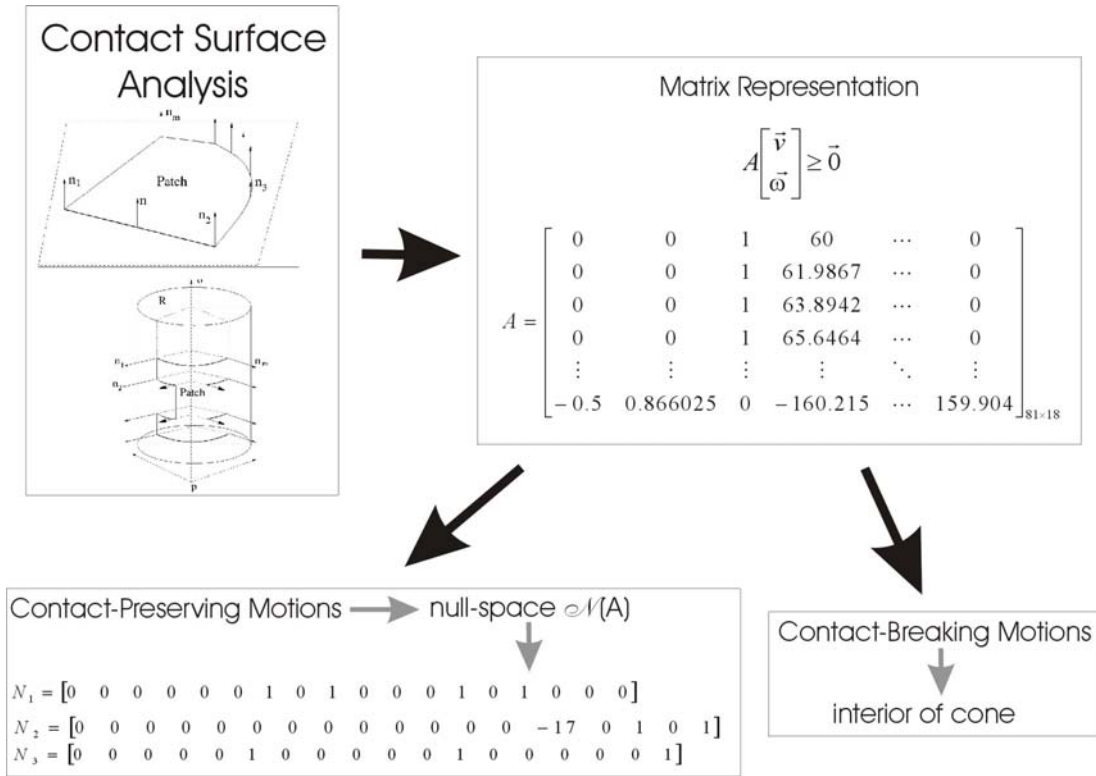 Contact Surface
Analysis
n_m
n_1
Patch
n_3
n
n_2
R
n_1
n_m
n_2
Patch
p
Matrix Representation
A [ v⃗ ω⃗ ] ≥ 0⃗
A =
0 0 1 60 ⋯ 0
0 0 1 61.9867 ⋯ 0
0 0 1 63.8942 ⋯ 0
0 0 1 65.6464 ⋯ 0
⋮ ⋮ ⋮ ⋮ ⋱ ⋮
-0.5 0.866025 0 -160.215 ⋯ 159.904
81×18
Contact-Preserving Motions
null-space 𝒩(A)
N_1 = [0 0 0 0 0 0 1 0 1 0 0 0 1 0 1 0 0 0]
N_2 = [0 0 0 0 0 0 0 0 0 0 0 0 0 -17 0 1 0 1]
N_3 = [0 0 0 0 0 1 0 0 0 0 0 1 0 0 0 0 0 1]
Contact-Breaking Motions
interior of cone